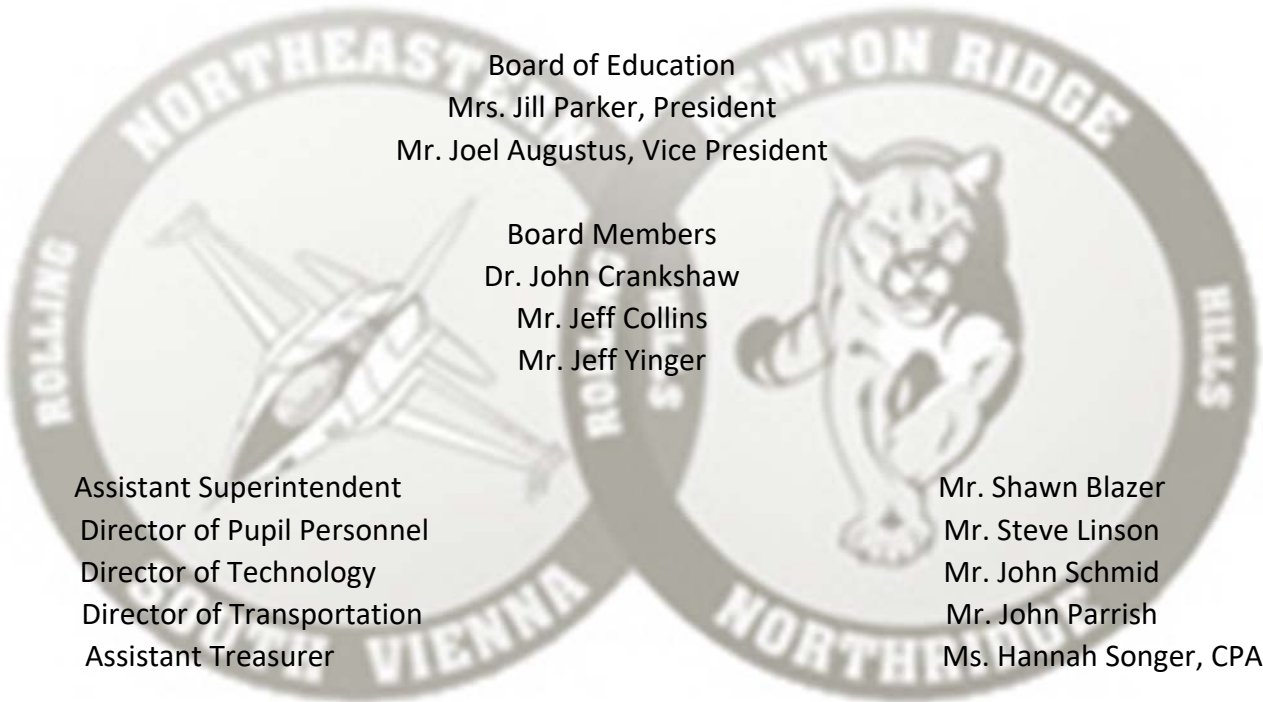 Board of Education
Mrs. Jill Parker, President
Mr. Joel Augustus, Vice President
Board Members
Dr. John Crankshaw
Mr. Jeff Collins
Mr. Jeff Yinger
Assistant Superintendent Mr. Shawn Blazer
Director of Pupil Personnel Mr. Steve Linson
Director of Technology Mr. John Schmid
Director of Transportation Mr. John Parrish
Assistant Treasurer Ms. Hannah Songer, CPA
NORTHEASTERN
KENTON RIDGE
ROLLING
ROLLING
HILLS
HILLS
SOUTH VIENNA
NORTHRIDGE